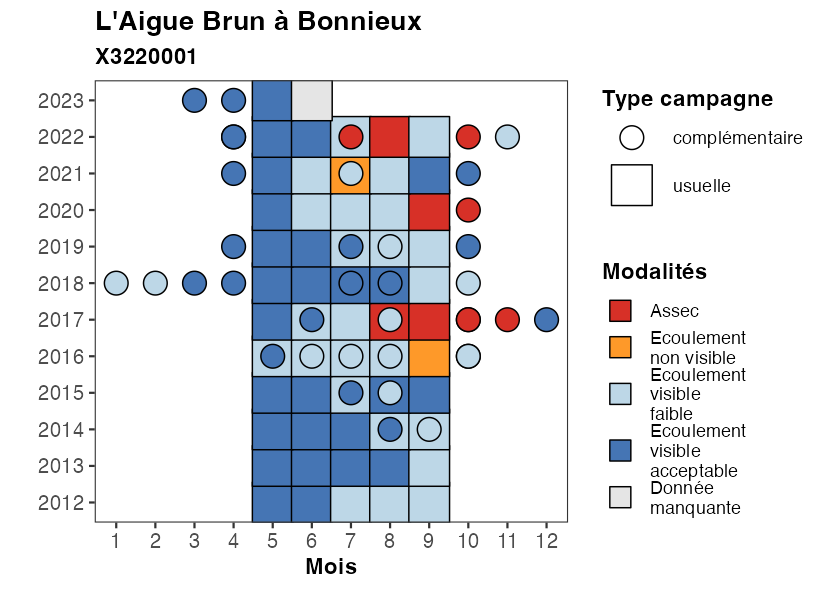 L'Aigue Brun à Bonnieux
X3220001
2023
2022
2021
2020
2019
2018
2017
2016
2015
2014
2013
2012
1 2 3 4 5 6 7 8 9 10 11 12
Mois
Type campagne
complémentaire
usuelle
Modalités
Assec
Ecoulement
non visible
Ecoulement
visible
faible
Ecoulement
visible
acceptable
Donnée
manquante